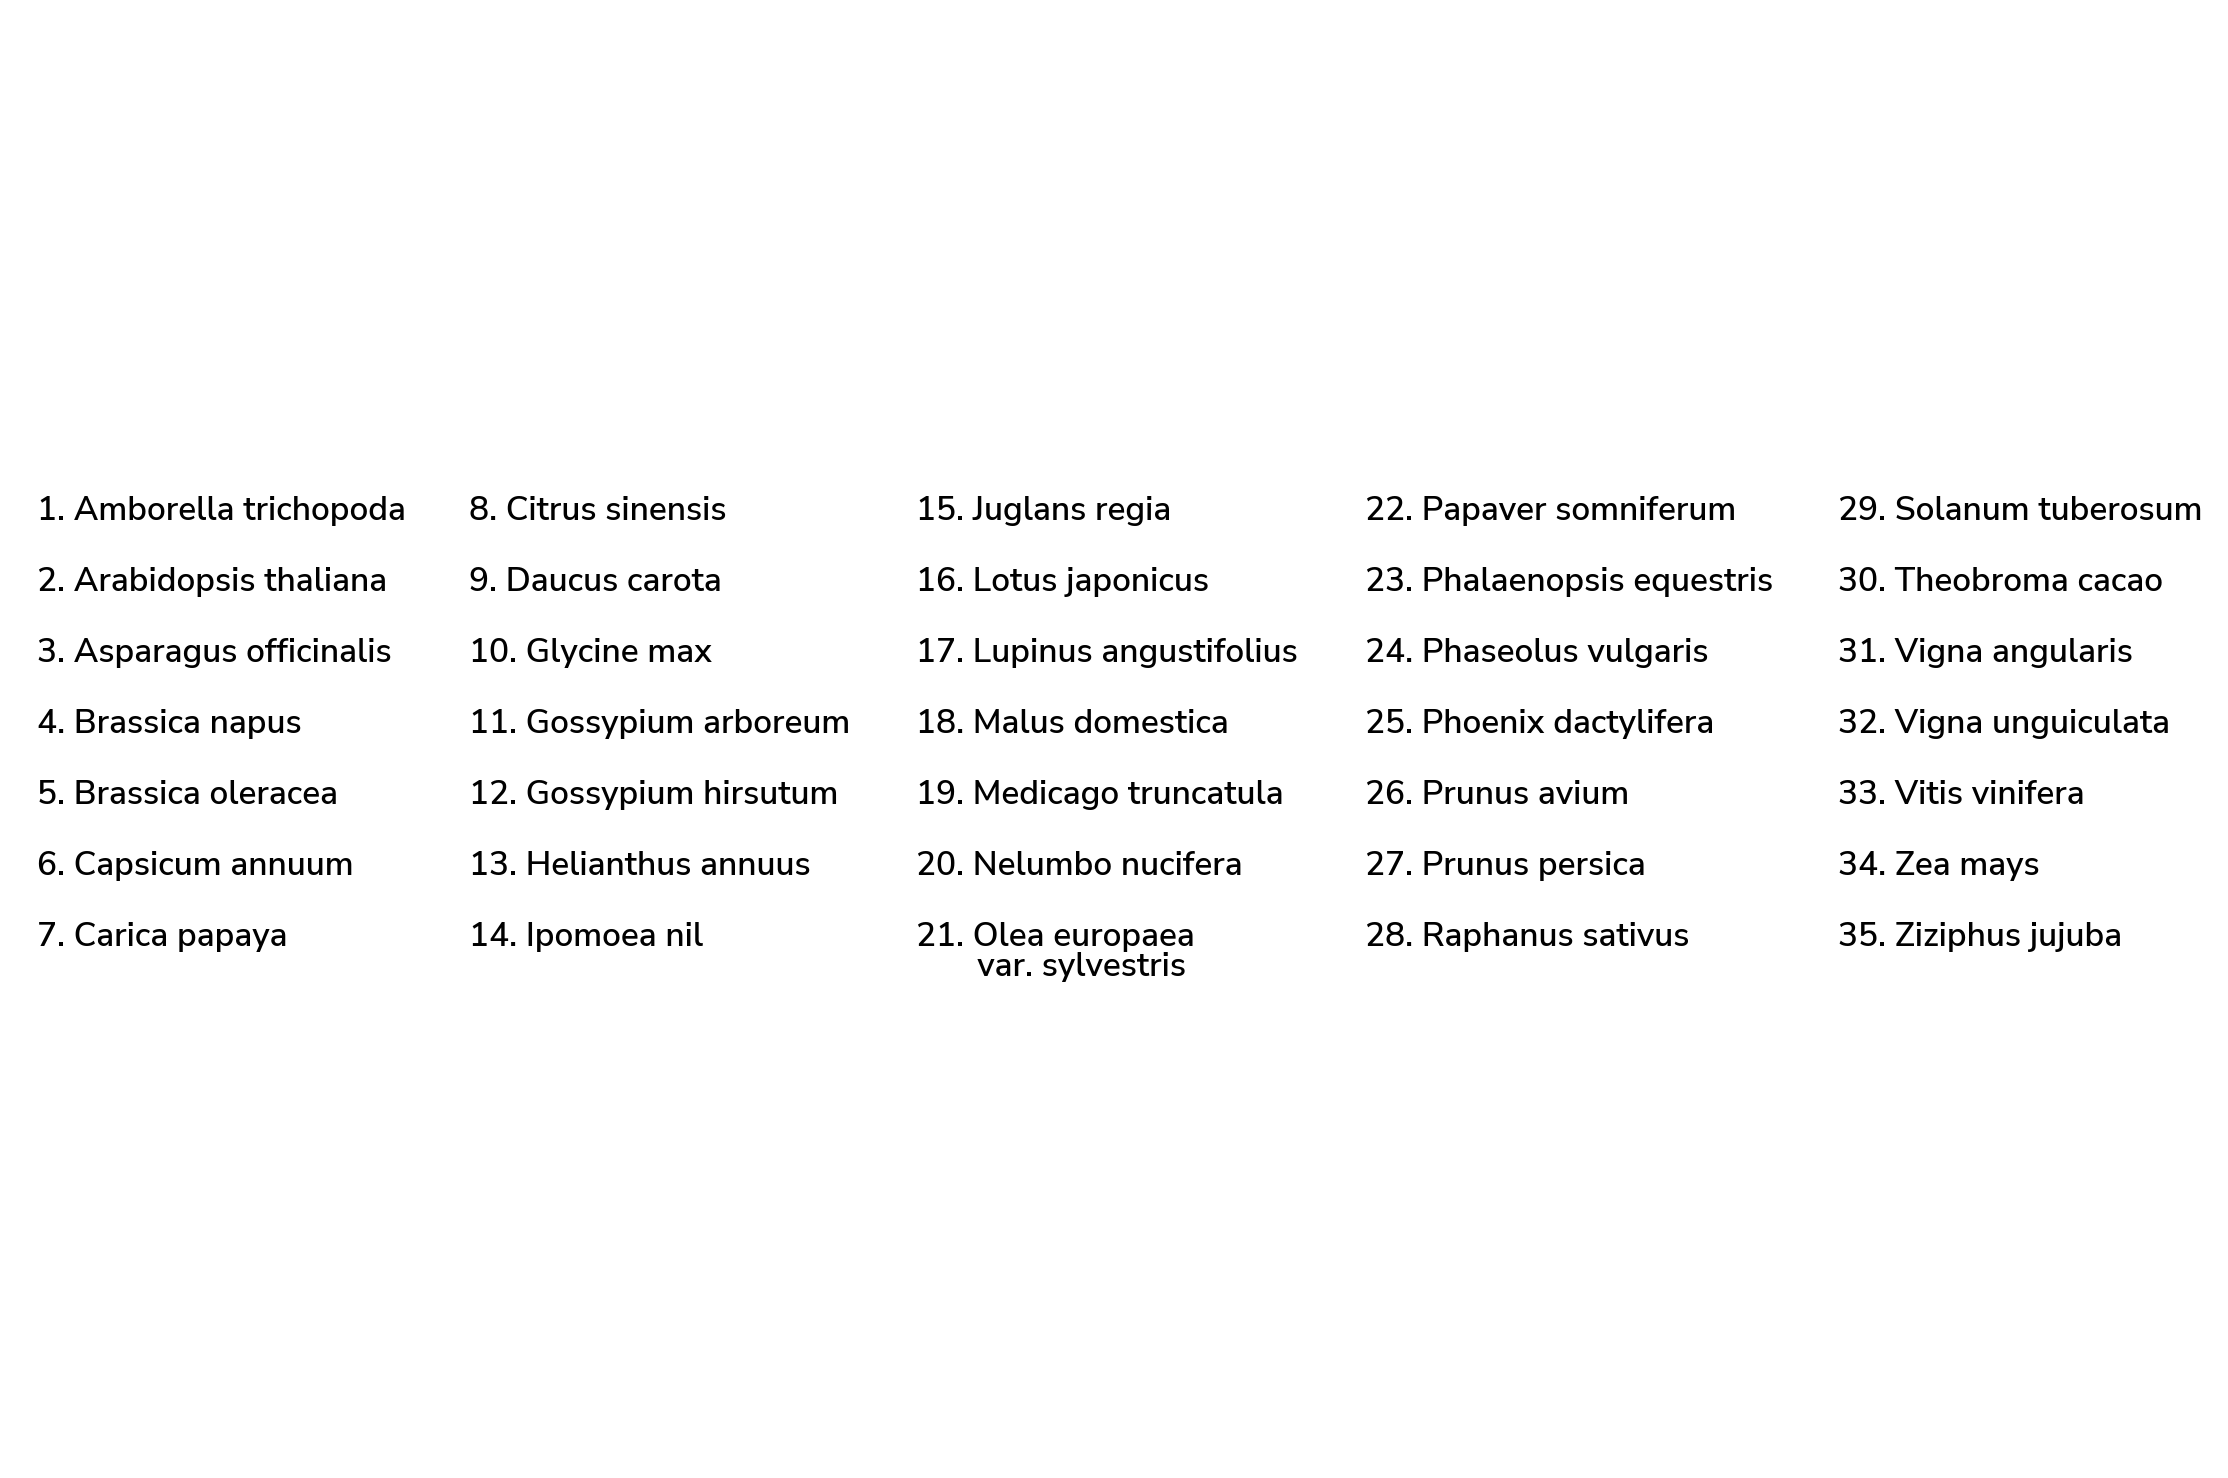 1. Amborella trichopoda
2. Arabidopsis thaliana
3. Asparagus officinalis
4. Brassica napus
5. Brassica oleracea
6. Capsicum annuum
7. Carica papaya
8. Citrus sinensis
9. Daucus carota
10. Glycine max
11. Gossypium arboreum
12. Gossypium hirsutum
13. Helianthus annuus
14. Ipomoea nil
15. Juglans regia
16. Lotus japonicus
17. Lupinus angustifolius
18. Malus domestica
19. Medicago truncatula
20. Nelumbo nucifera
21. Olea europaea
var. sylvestris
22. Papaver somniferum
23. Phalaenopsis equestris
24. Phaseolus vulgaris
25. Phoenix dactylifera
26. Prunus avium
27. Prunus persica
28. Raphanus sativus
29. Solanum tuberosum
30. Theobroma cacao
31. Vigna angularis
32. Vigna unguiculata
33. Vitis vinifera
34. Zea mays
35. Ziziphus jujuba